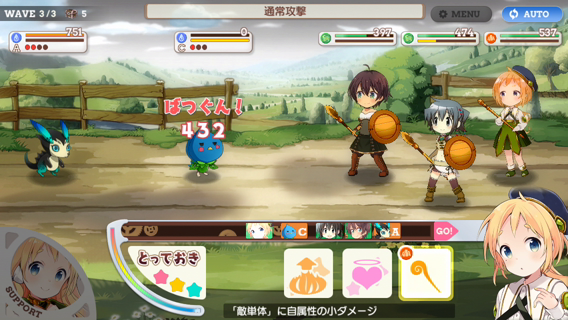 WAVE 3/3 5
通常攻撃
MENU
AUTO
751
A
0
C
397
474
537
ばつぐん!
432
C
A
GO!
とっておき
SUPPORT
「敵単体」に自属性の小ダメージ